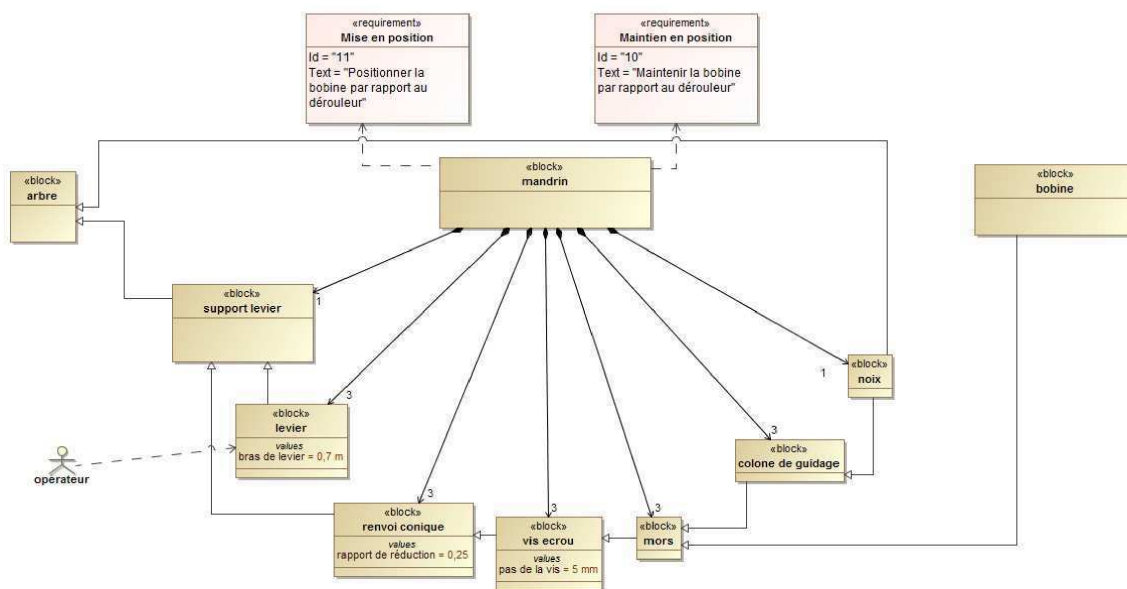 «requirement»
Mise en position
Id = "11"
Text = "Positionner la
bobine par rapport au
dérouleur"
«requirement»
Maintien en position
Id = "10"
Text = "Maintenir la bobine
par rapport au dérouleur"
«block»
mandrin
«block»
bobine
«block»
arbre
«block»
support levier
1
«block»
noix
1
3
«block»
levier
values
bras de levier = 0,7 m
opérateur
3
«block»
colone de guidage
3
«block»
renvoi conique
values
rapport de réduction = 0,25
3
«block»
vis ecrou
values
pas de la vis = 5 mm
3
«block»
mors